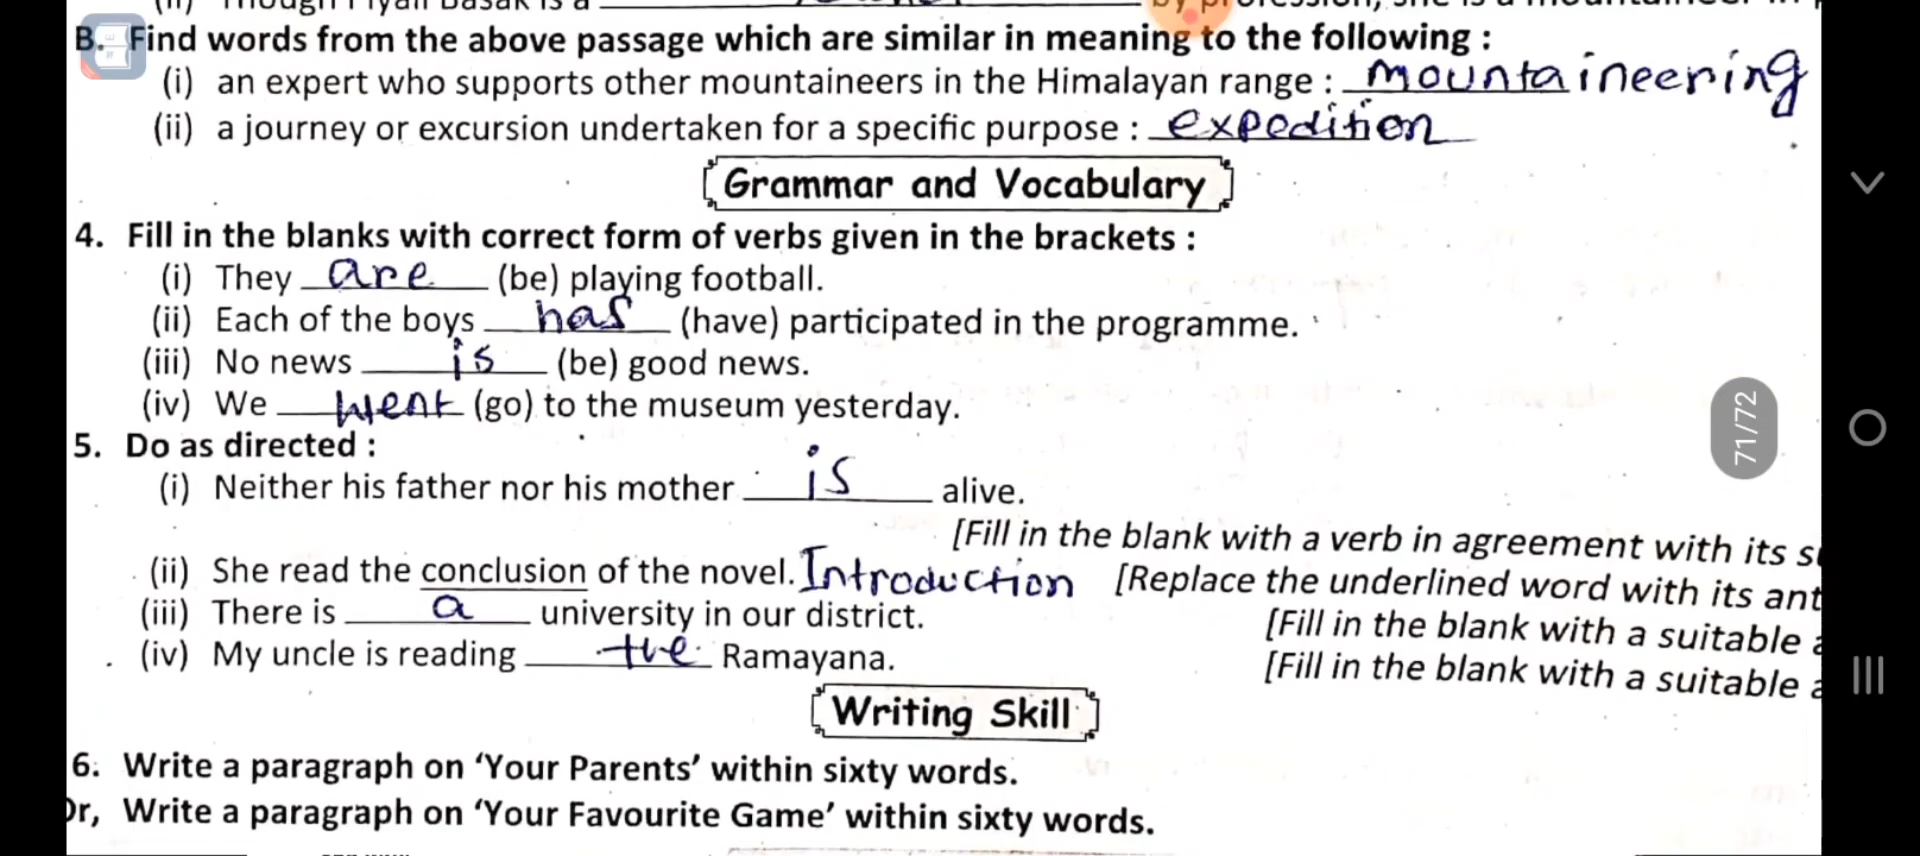 B. Find words from the above passage which are similar in meaning to the following :
(i) an expert who supports other mountaineers in the Himalayan range : mountaineering
(ii) a journey or excursion undertaken for a specific purpose : expedition
Grammar and Vocabulary
4. Fill in the blanks with correct form of verbs given in the brackets :
(i) They are (be) playing football.
(ii) Each of the boys has (have) participated in the programme.
(iii) No news is (be) good news.
(iv) We went (go) to the museum yesterday.
5. Do as directed :
(i) Neither his father nor his mother is alive.
[Fill in the blank with a verb in agreement with its
(ii) She read the conclusion of the novel. Introduction [Replace the underlined word with its ant
(iii) There is a university in our district. [Fill in the blank with a suitable
(iv) My uncle is reading the Ramayana. [Fill in the blank with a suitable
71/72
Writing Skill
6. Write a paragraph on ‘Your Parents’ within sixty words.
Or, Write a paragraph on ‘Your Favourite Game’ within sixty words.